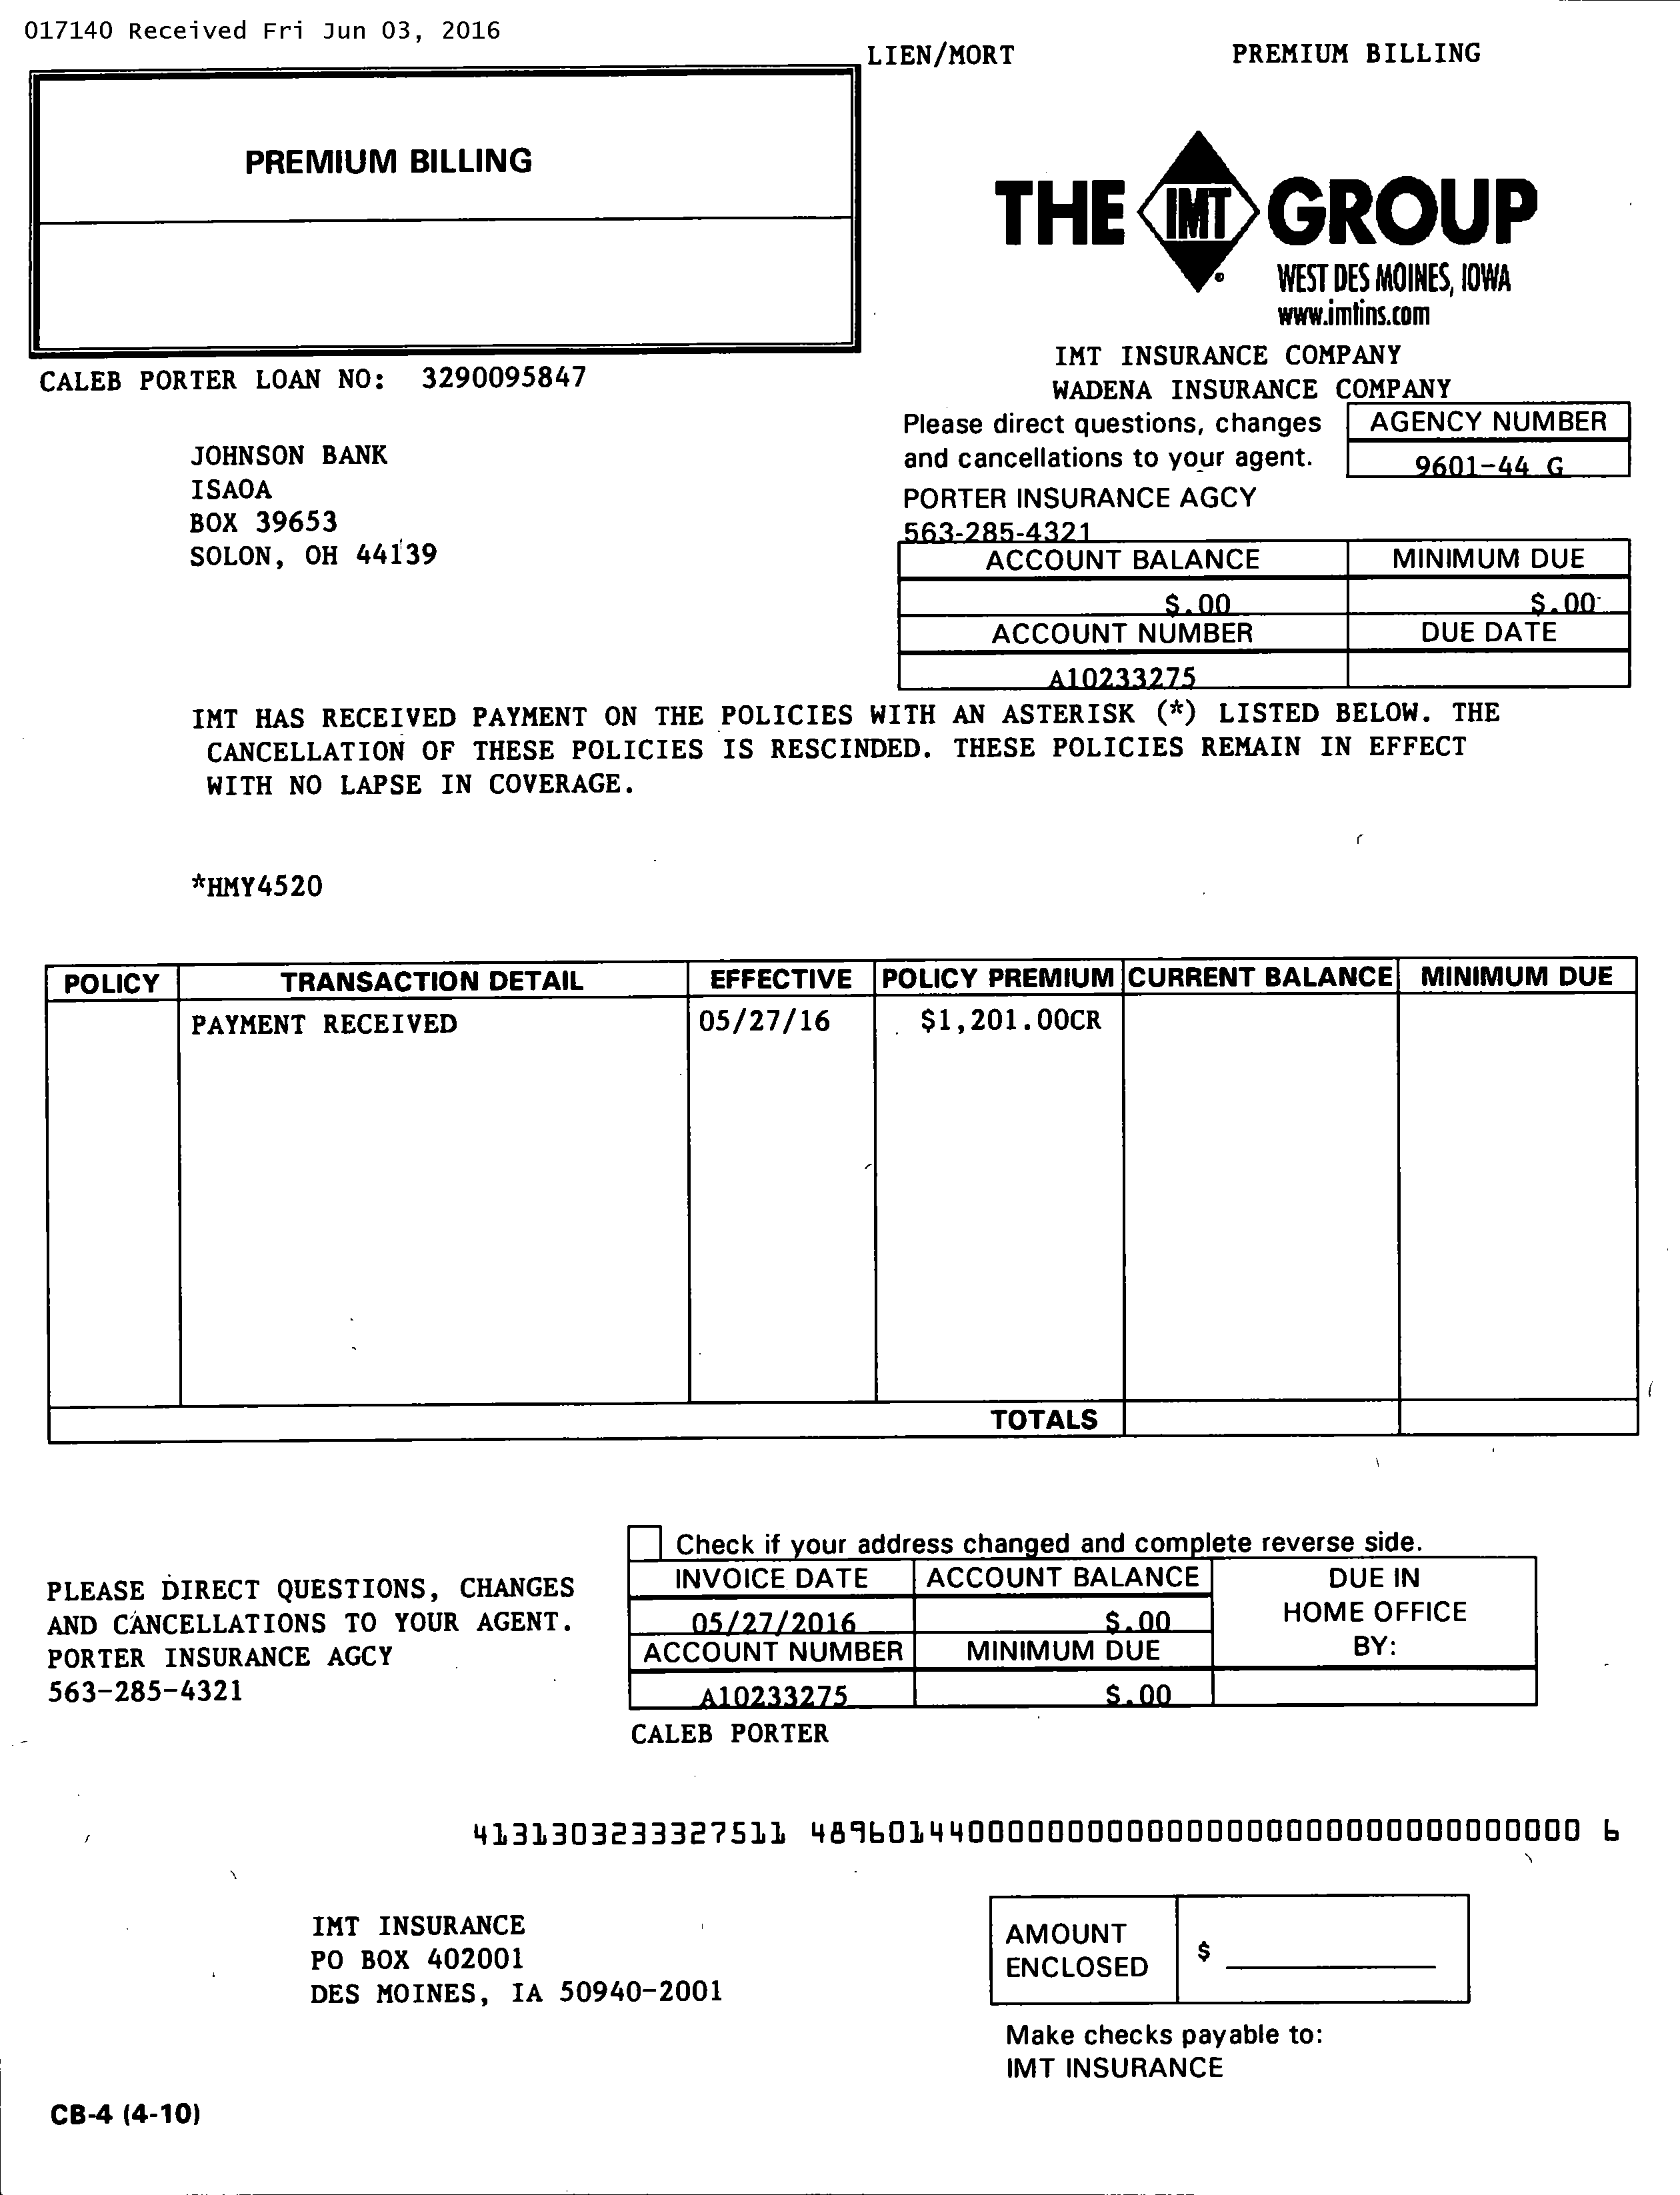 017140 Received Fri Jun 03, 2016
LIEN/MORT PREMIUM BILLING
PREMIUM BILLING
THE IMT GROUP
WEST DES MOINES, IOWA
www.imtins.com
IMT INSURANCE COMPANY
WADENA INSURANCE COMPANY
CALEB PORTER LOAN NO: 3290095847
JOHNSON BANK
ISAOA
BOX 39653
SOLON, OH 44139
Please direct questions, changes
and cancellations to your agent.
PORTER INSURANCE AGCY
563-285-4321
AGENCY NUMBER
9601-44 G
ACCOUNT BALANCE MINIMUM DUE
$.00 $.00
ACCOUNT NUMBER DUE DATE
A10233275
IMT HAS RECEIVED PAYMENT ON THE POLICIES WITH AN ASTERISK (*) LISTED BELOW. THE
CANCELLATION OF THESE POLICIES IS RESCINDED. THESE POLICIES REMAIN IN EFFECT
WITH NO LAPSE IN COVERAGE.
*HMY4520
POLICY TRANSACTION DETAIL EFFECTIVE POLICY PREMIUM CURRENT BALANCE MINIMUM DUE
PAYMENT RECEIVED 05/27/16 $1,201.00CR
TOTALS
Check if your address changed and complete reverse side.
PLEASE DIRECT QUESTIONS, CHANGES
AND CANCELLATIONS TO YOUR AGENT.
PORTER INSURANCE AGCY
563-285-4321
INVOICE DATE ACCOUNT BALANCE DUE IN
HOME OFFICE
BY:
05/27/2016 $.00
ACCOUNT NUMBER MINIMUM DUE
A10233275 $.00
CALEB PORTER
4131303233327511 4896014400000000000000000000000000000 6
IMT INSURANCE
PO BOX 402001
DES MOINES, IA 50940-2001
AMOUNT
ENCLOSED $
Make checks payable to:
IMT INSURANCE
CB-4 (4-10)